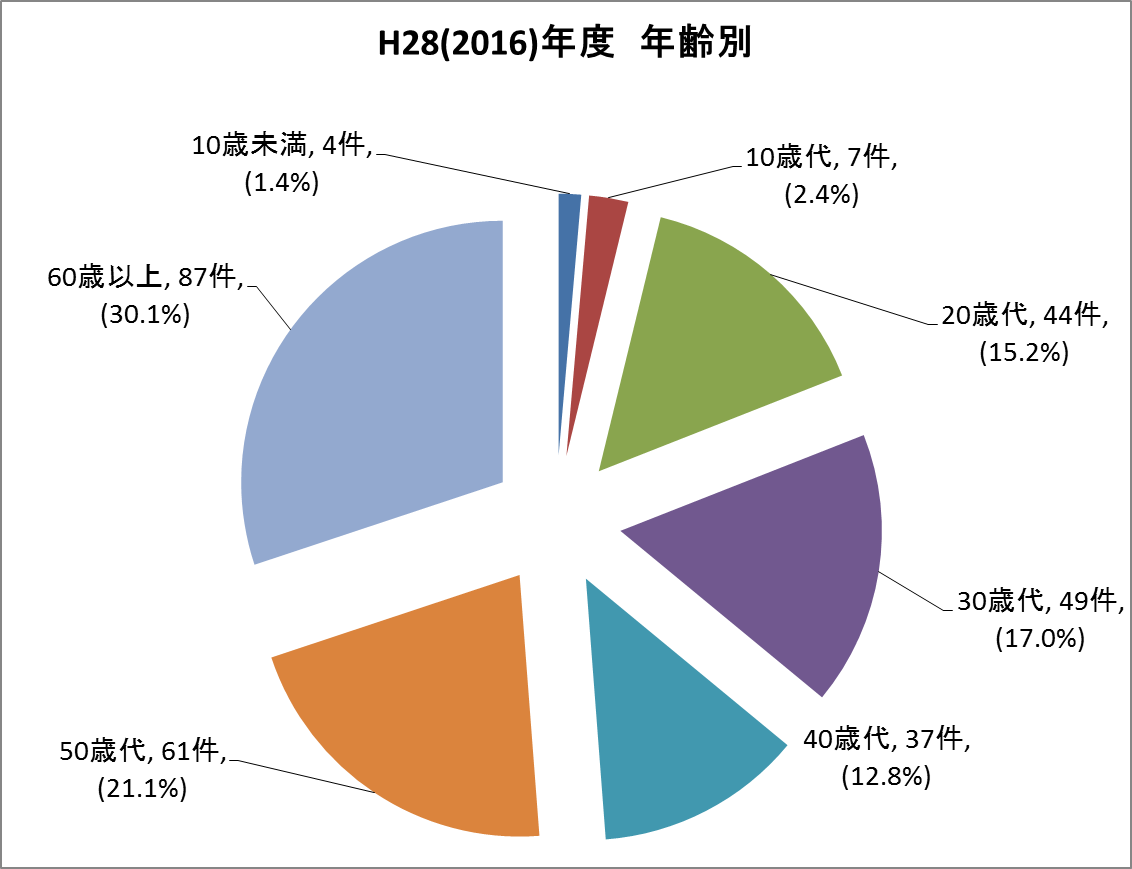 H28(2016)年度　年齢別
10歳未満, 4件,
(1.4%)
10歳代, 7件,
(2.4%)
20歳代, 44件,
(15.2%)
30歳代, 49件,
(17.0%)
40歳代, 37件,
(12.8%)
50歳代, 61件,
(21.1%)
60歳以上, 87件,
(30.1%)